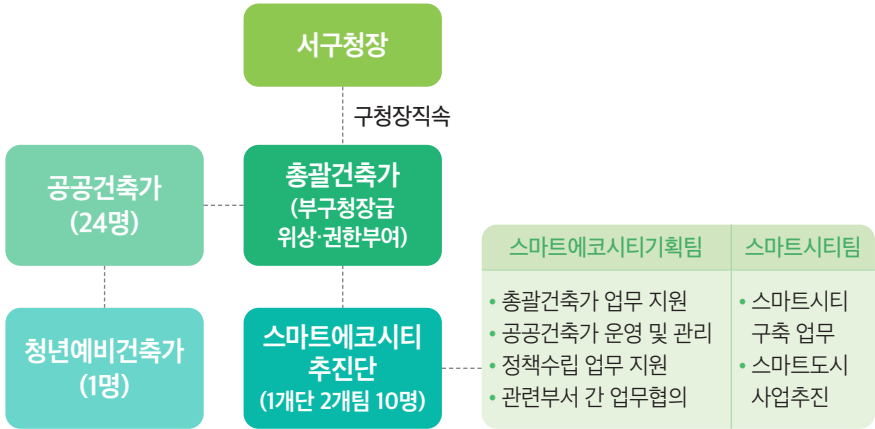 서구청장
구청장직속
공공건축가
(24명)
총괄건축가
(부구청장급
위상·권한부여)
청년예비건축가
(1명)
스마트에코시티
추진단
(1개단 2개팀 10명)
스마트에코시티기획팀
• 총괄건축가 업무 지원
• 공공건축가 운영 및 관리
• 정책수립 업무 지원
• 관련부서 간 업무협의
스마트시티팀
• 스마트시티
구축 업무
• 스마트도시
사업추진